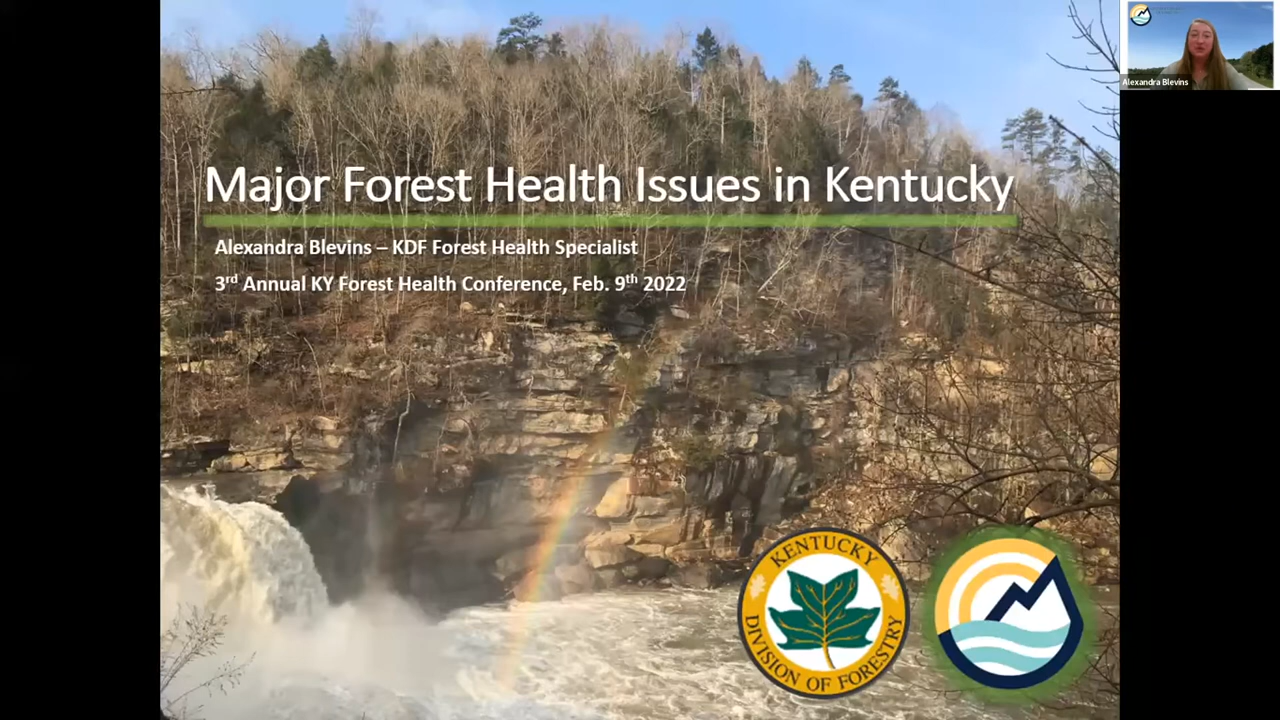 Major Forest Health Issues in Kentucky
Alexandra Blevins – KDF Forest Health Specialist
3rd Annual KY Forest Health Conference, Feb. 9th 2022
KENTUCKY
DIVISION OF FORESTRY
Alexandra Blevins